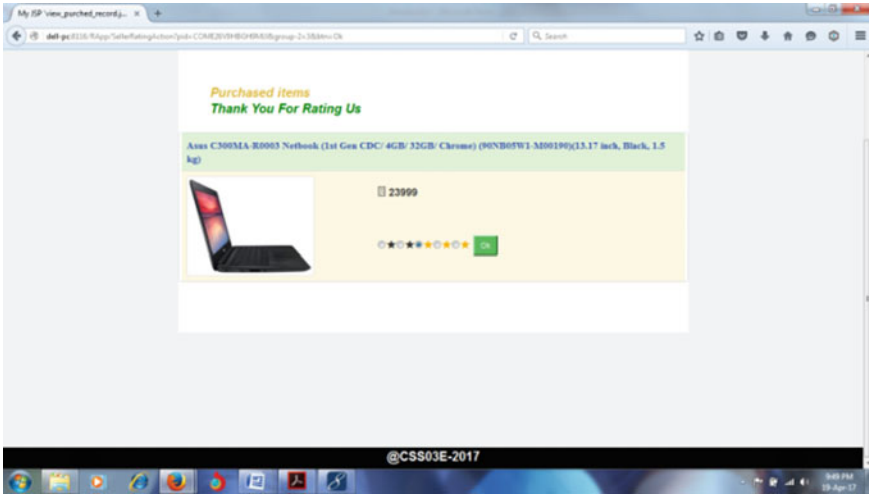 My JSP 'view_purched_record.j... × +
Search
Purchased items
Thank You For Rating Us
Asus C300MA-R0003 Netbook (1st Gen CDC/ 4GB/ 32GB/ Chrome) (90NB05W1-M00190)(13.17 inch, Black, 1.5
kg)
23999
Ok
@CSS03E-2017
9:49 PM
19-Apr-17